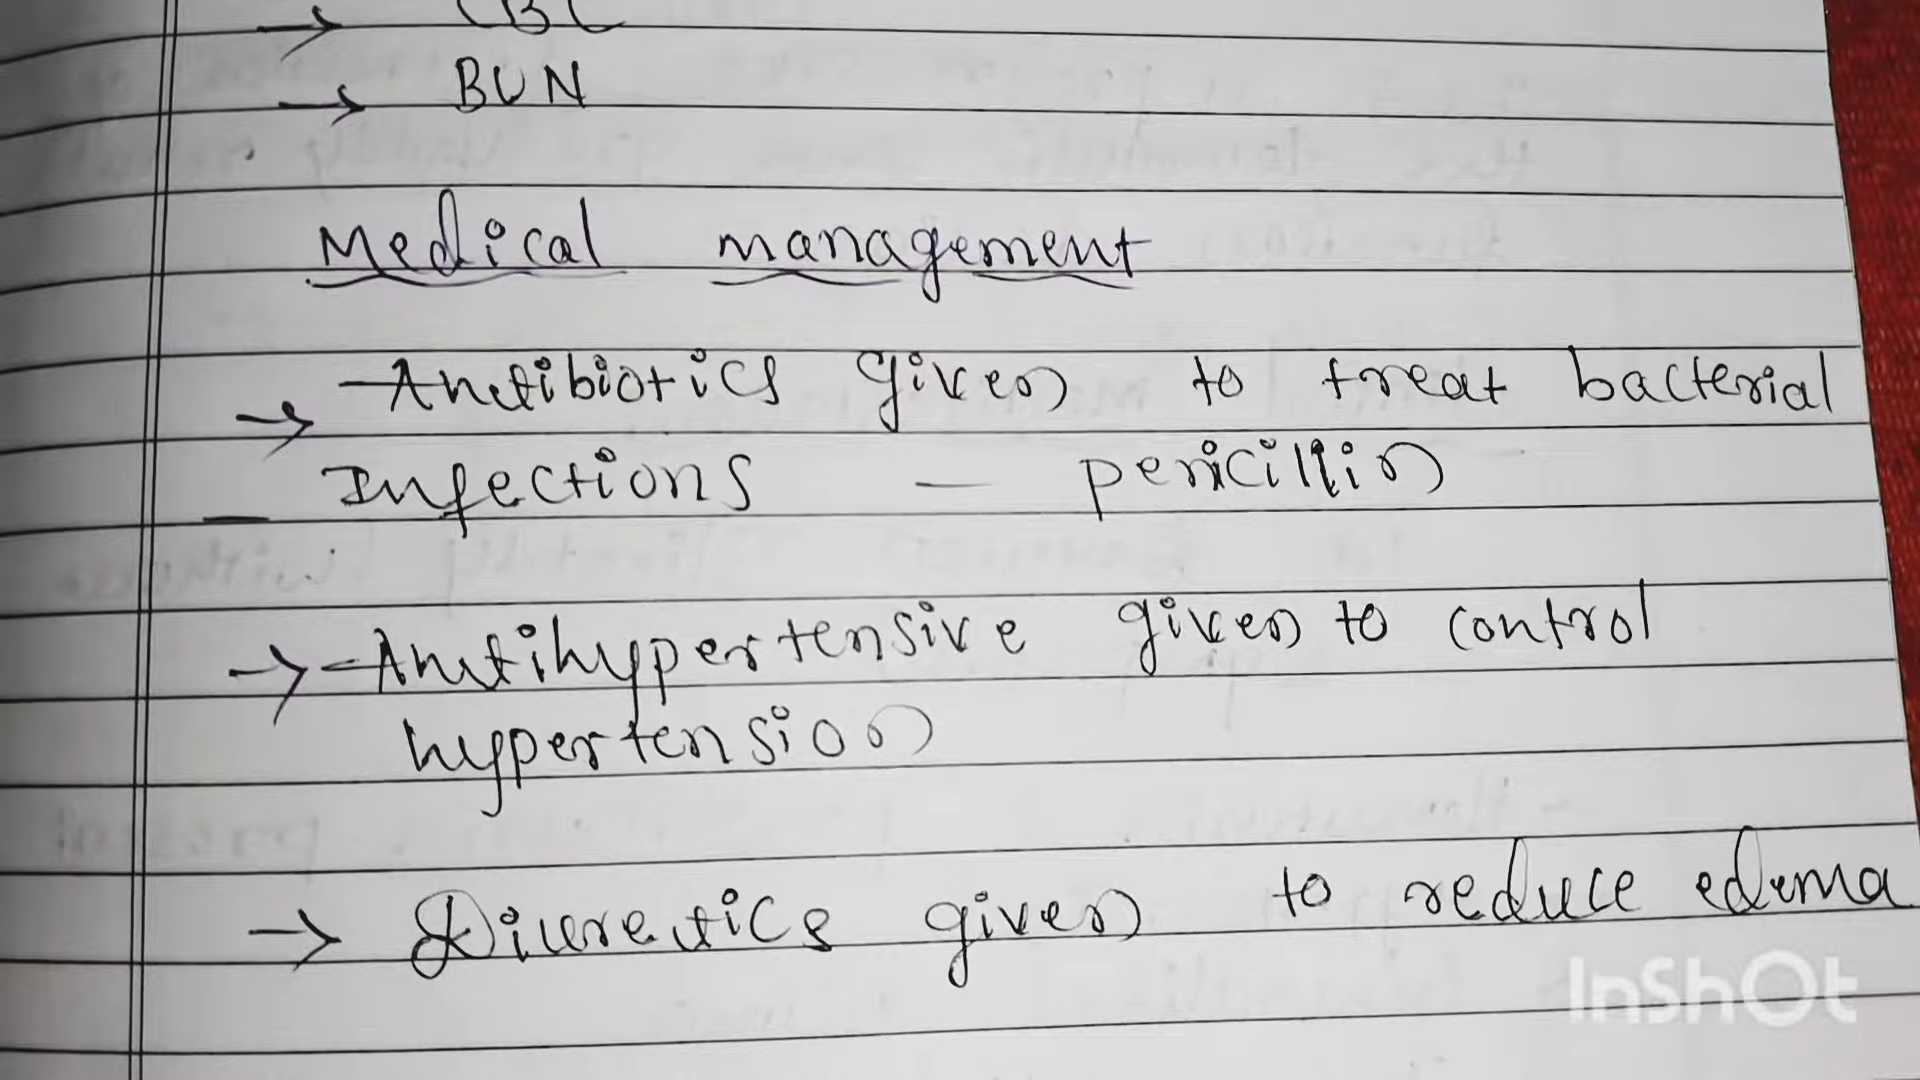 → CBC
→ BUN
Medical management
→ Antibiotics given to treat bacterial
Infections — penicillin
→ Antihypertensive given to control
hypertension
→ Diuretics given to reduce edema
InShOt